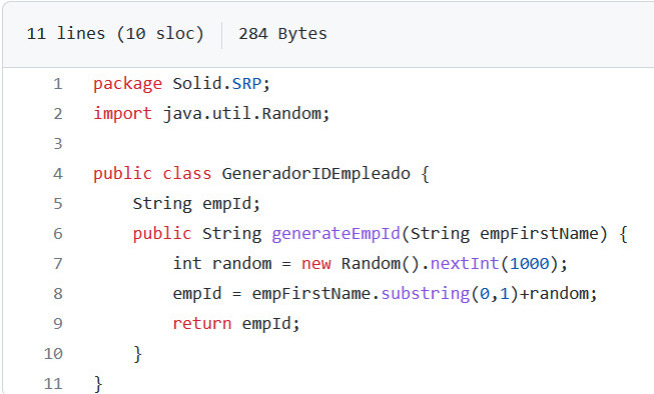 11 lines (10 sloc) 284 Bytes
1 package Solid.SRP;
2 import java.util.Random;
3
4 public class GeneradorIDEmpleado {
5 String empId;
6 public String generateEmpId(String empFirstName) {
7 int random = new Random().nextInt(1000);
8 empId = empFirstName.substring(0,1)+random;
9 return empId;
10 }
11 }